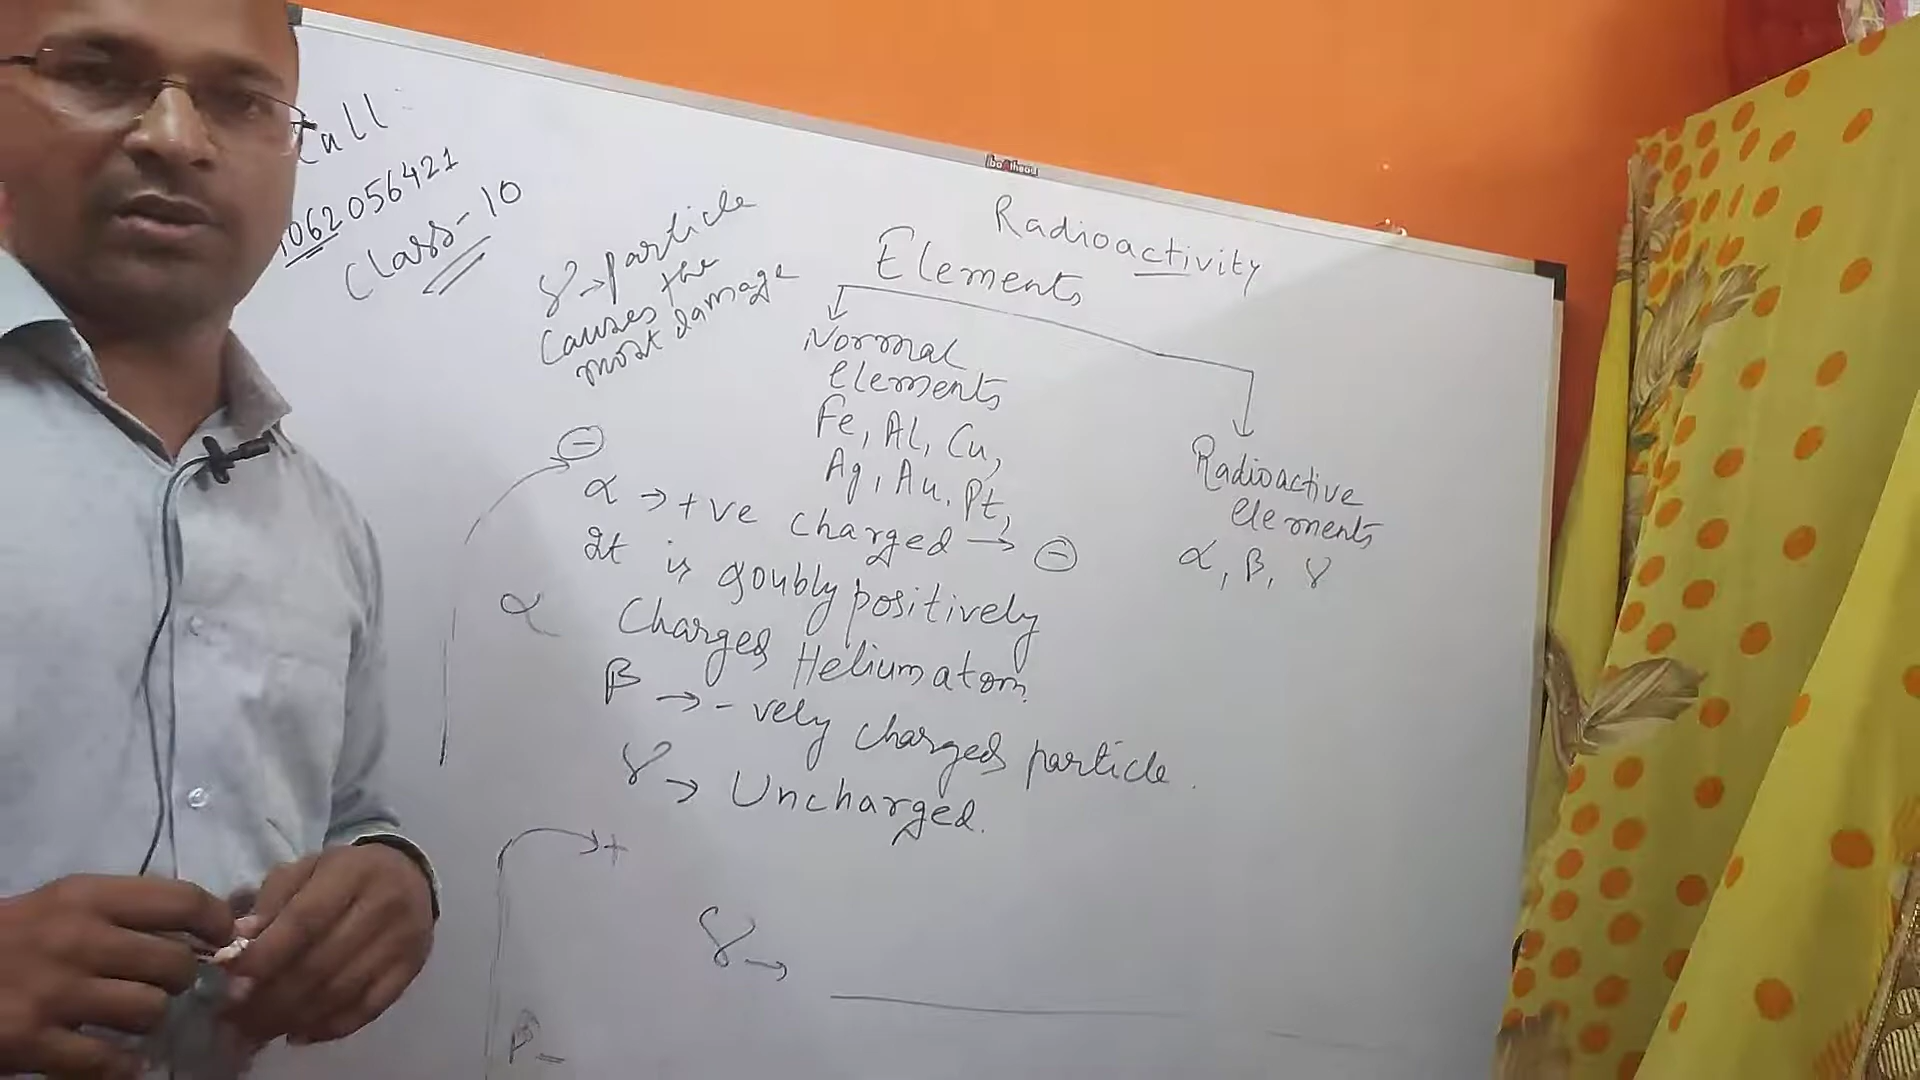 Call:
9062056421
Class-10
γ→particle
causes the
most damage
Radioactivity
Elements
Normal
elements
Fe, Al, Cu,
Ag, Au, Pt,
Radioactive
elements
α, β, γ
⊖
α → +ve charged → ⊖
It is doubly positively
α Charged Helium atom.
β → -vely charged particle.
γ → Uncharged.
→+
γ→
β-